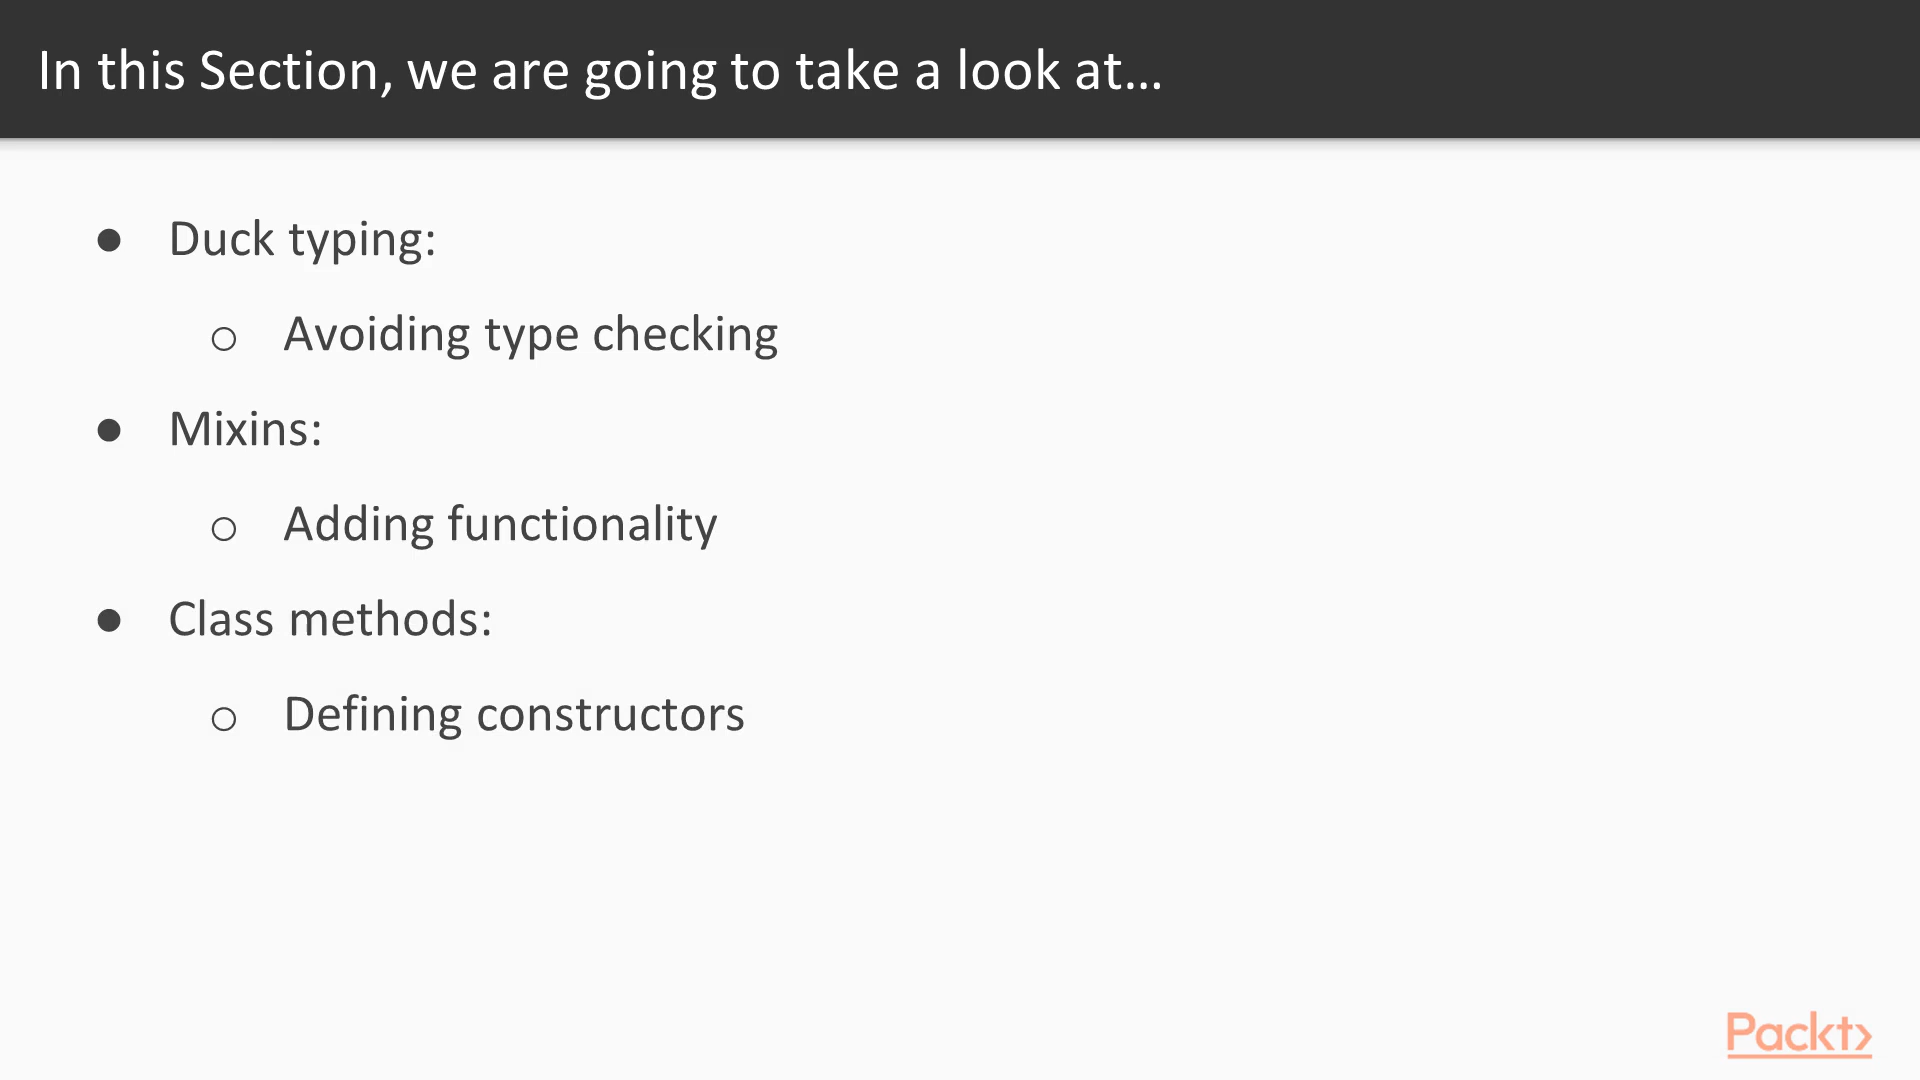 In this Section, we are going to take a look at…
● Duck typing:
○ Avoiding type checking
● Mixins:
○ Adding functionality
● Class methods:
○ Defining constructors
Packt>